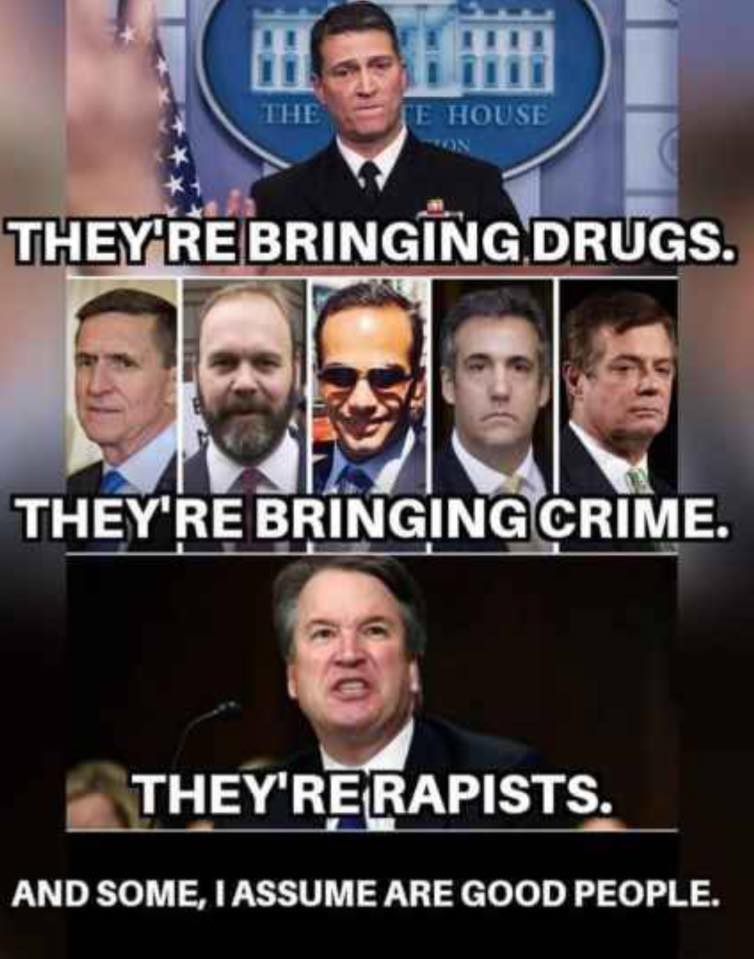 THE WHITE HOUSE
THEY'RE BRINGING DRUGS.
THEY'RE BRINGING CRIME.
THEY'RE RAPISTS.
AND SOME, I ASSUME ARE GOOD PEOPLE.